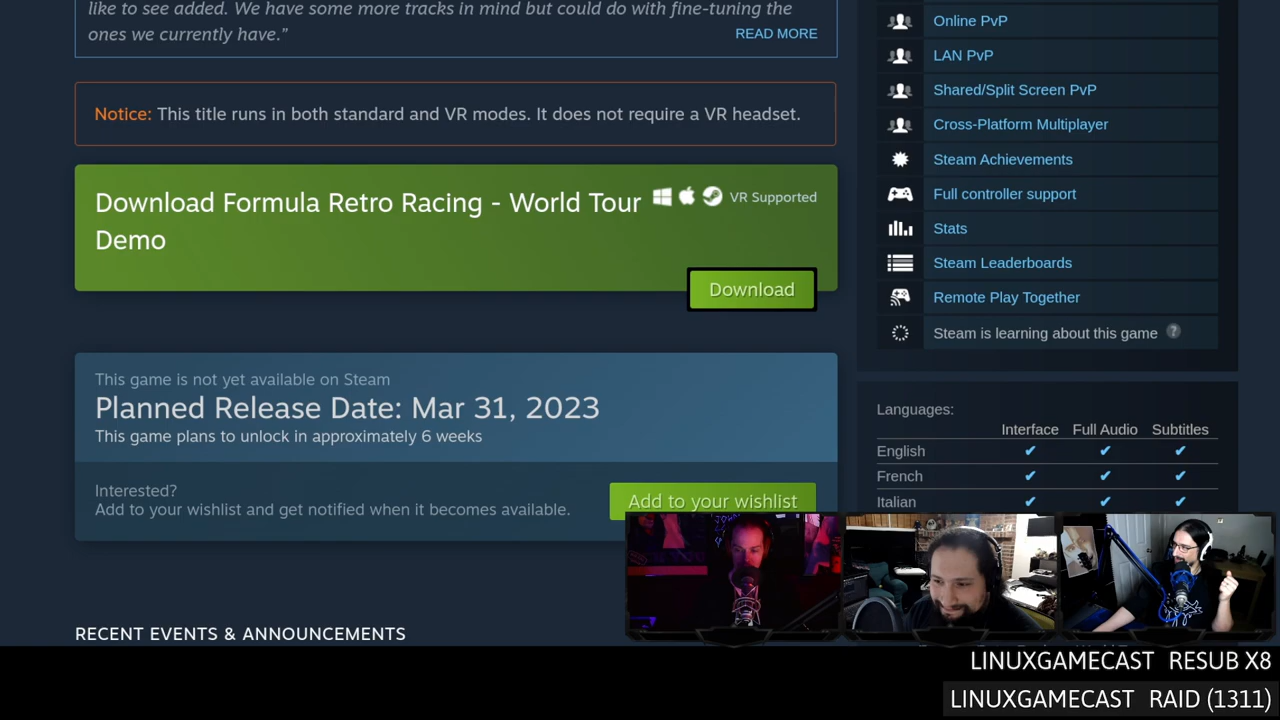 like to see added. We have some more tracks in mind but could do with fine-tuning the
ones we currently have.”
READ MORE
Notice: This title runs in both standard and VR modes. It does not require a VR headset.
Download Formula Retro Racing - World Tour
Demo
VR Supported
Download
This game is not yet available on Steam
Planned Release Date: Mar 31, 2023
This game plans to unlock in approximately 6 weeks
Interested?
Add to your wishlist and get notified when it becomes available.
Add to your wishlist
RECENT EVENTS & ANNOUNCEMENTS
Online PvP
LAN PvP
Shared/Split Screen PvP
Cross-Platform Multiplayer
Steam Achievements
Full controller support
Stats
Steam Leaderboards
Remote Play Together
Steam is learning about this game ?
Languages:
Interface Full Audio Subtitles
English ✔ ✔ ✔
French ✔ ✔ ✔
Italian ✔ ✔ ✔
LINUXGAMECAST RESUB X8
LINUXGAMECAST RAID (1311)